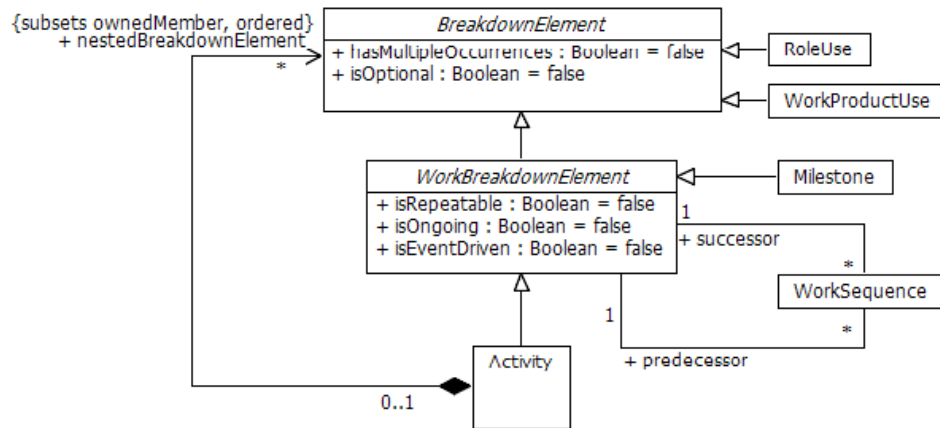 {subsets ownedMember, ordered}
+ nestedBreakdownElement
*
BreakdownElement
+ hasMultipleOccurrences : Boolean = false
+ isOptional : Boolean = false
RoleUse
WorkProductUse
WorkBreakdownElement
+ isRepeatable : Boolean = false
+ isOngoing : Boolean = false
+ isEventDriven : Boolean = false
Milestone
1
+ successor
*
WorkSequence
1
*
+ predecessor
Activity
0..1